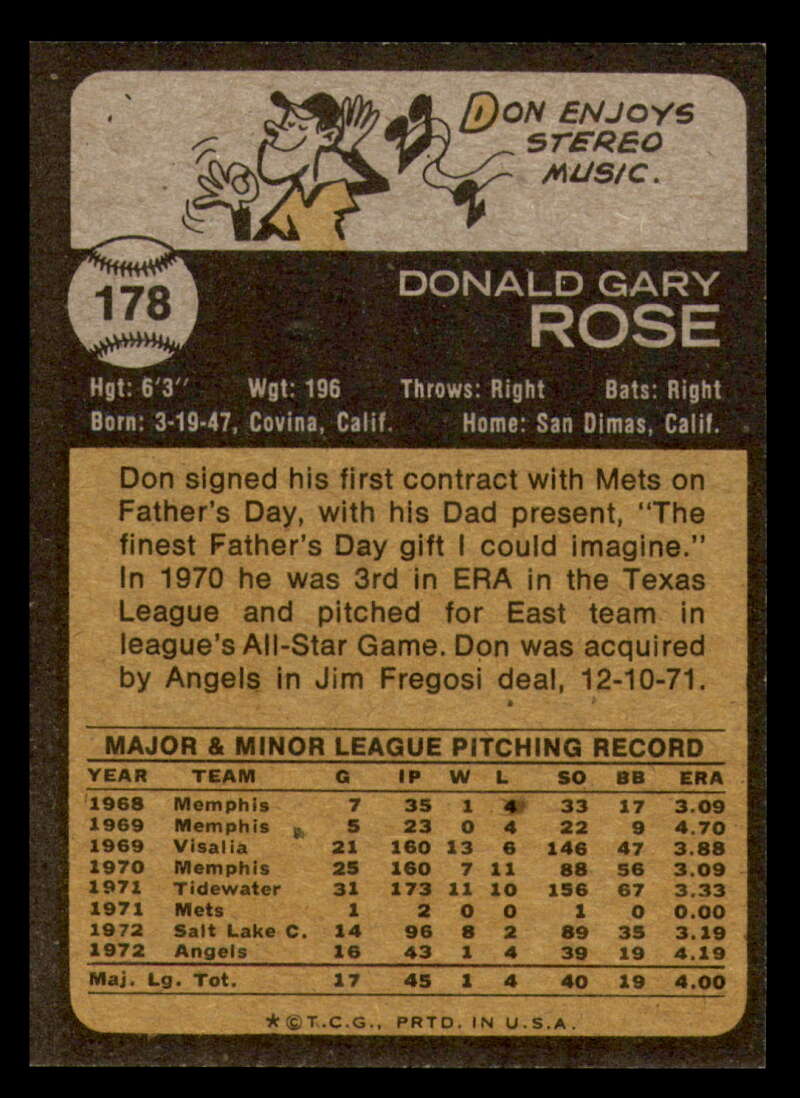 DON ENJOYS
STEREO
MUSIC.
178
DONALD GARY
ROSE
Hgt: 6'3" Wgt: 196 Throws: Right Bats: Right
Born: 3-19-47, Covina, Calif. Home: San Dimas, Calif.
Don signed his first contract with Mets on
Father's Day, with his Dad present, "The
finest Father's Day gift I could imagine."
In 1970 he was 3rd in ERA in the Texas
League and pitched for East team in
league's All-Star Game. Don was acquired
by Angels in Jim Fregosi deal, 12-10-71.
MAJOR & MINOR LEAGUE PITCHING RECORD
YEAR TEAM G IP W L SO BB ERA
1968 Memphis 7 35 1 4 33 17 3.09
1969 Memphis 5 23 0 4 22 9 4.70
1969 Visalia 21 160 13 6 146 47 3.88
1970 Memphis 25 160 7 11 88 56 3.09
1971 Tidewater 31 173 11 10 156 67 3.33
1971 Mets 1 2 0 0 1 0 0.00
1972 Salt Lake C. 14 96 8 2 89 35 3.19
1972 Angels 16 43 1 4 39 19 4.19
Maj. Lg. Tot. 17 45 1 4 40 19 4.00
*©T.C.G., PRTD. IN U.S.A.